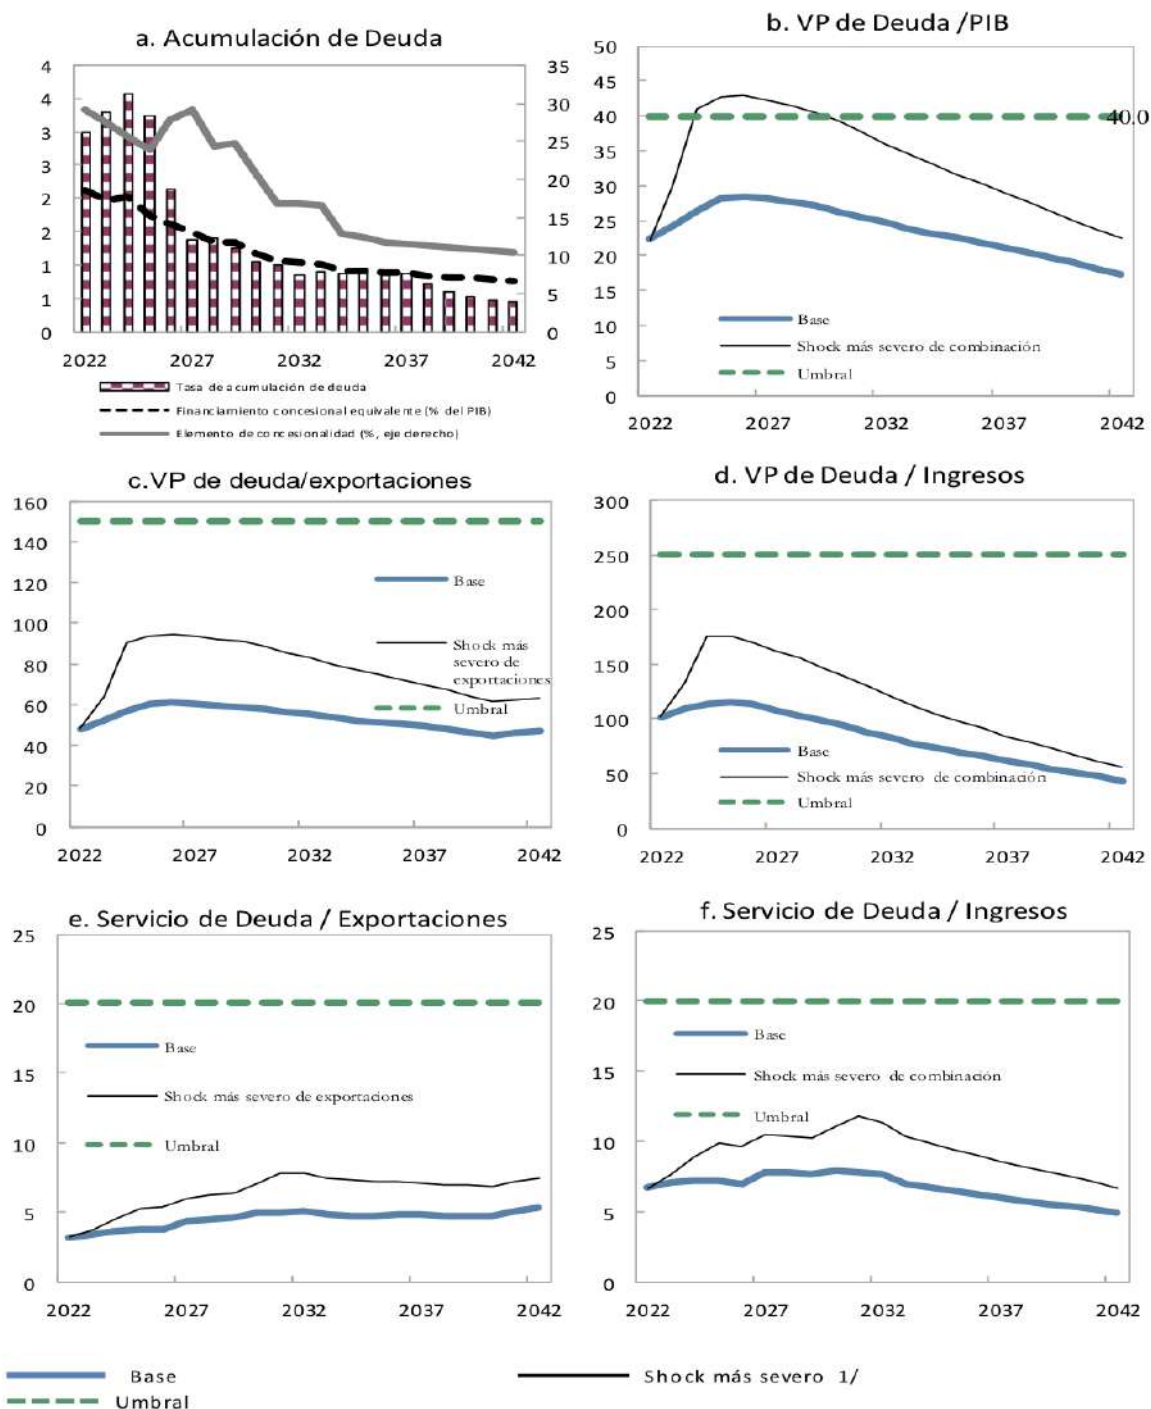 a. Acumulación de Deuda
4
4
3
3
2
2
1
1
0
35
30
25
20
15
10
5
0
2022 2027 2032 2037 2042
Tasa de acumulación de deuda
Financiamiento concesional equivalente (% del PIB)
Elemento de concesionalidad (%, eje derecho)
b. VP de Deuda /PIB
50
45
40
35
30
25
20
15
10
5
0
40.0
Base
Shock más severo de combinación
Umbral
2022 2027 2032 2037 2042
c.VP de deuda/exportaciones
160
140
120
100
80
60
40
20
0
Base
Shock más
severo de
exportaciones
Umbral
2022 2027 2032 2037 2042
d. VP de Deuda / Ingresos
300
250
200
150
100
50
0
Base
Shock más severo de combinación
Umbral
2022 2027 2032 2037 2042
e. Servicio de Deuda / Exportaciones
25
20
15
10
5
0
Base
Shock más severo de exportaciones
Umbral
2022 2027 2032 2037 2042
f. Servicio de Deuda / Ingresos
25
20
15
10
5
0
Base
Shock más severo de combinación
Umbral
2022 2027 2032 2037 2042
Base
Shock más severo 1/
Umbral